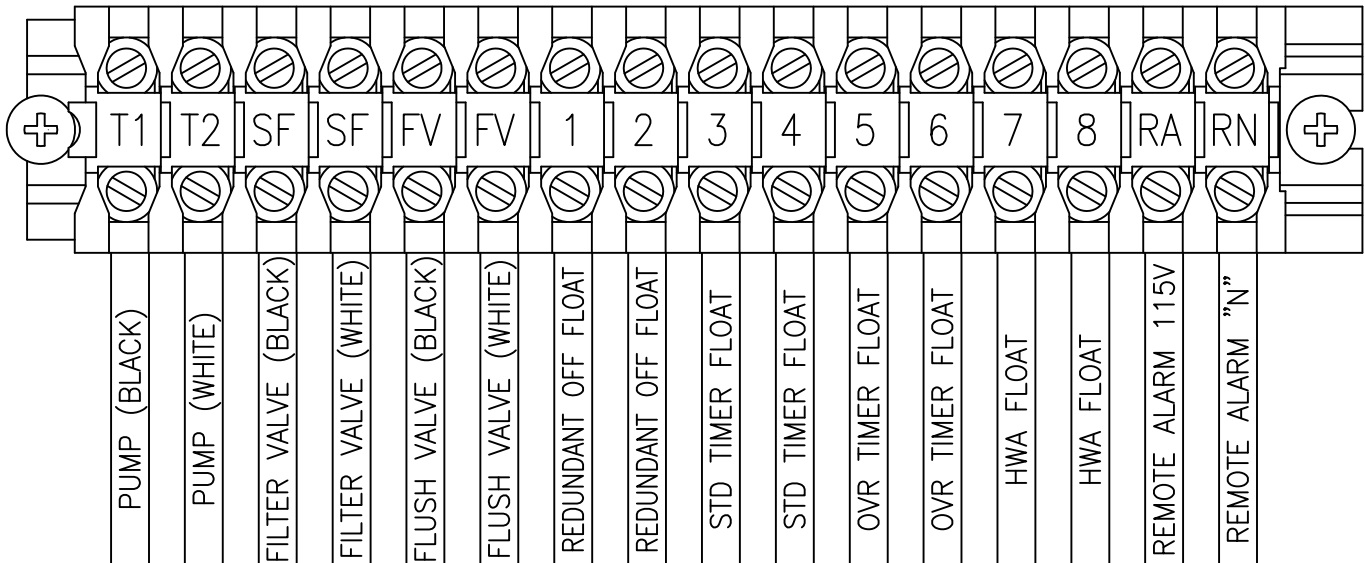 T1
T2
SF
SF
FV
FV
1
2
3
4
5
6
7
8
RA
RN
PUMP (BLACK)
PUMP (WHITE)
FILTER VALVE (BLACK)
FILTER VALVE (WHITE)
FLUSH VALVE (BLACK)
FLUSH VALVE (WHITE)
REDUNDANT OFF FLOAT
REDUNDANT OFF FLOAT
STD TIMER FLOAT
STD TIMER FLOAT
OVR TIMER FLOAT
OVR TIMER FLOAT
HWA FLOAT
HWA FLOAT
REMOTE ALARM 115V
REMOTE ALARM ”N”